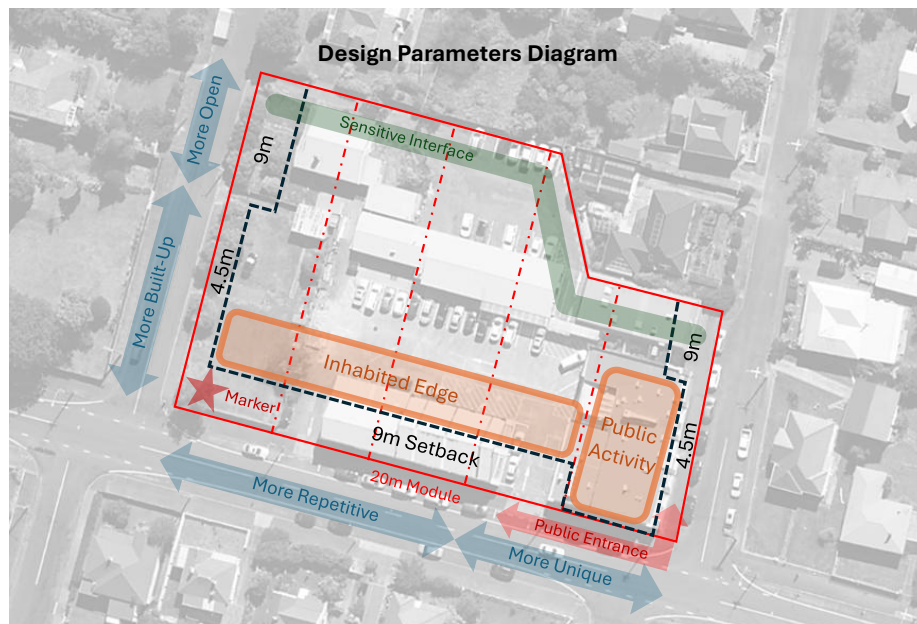 Design Parameters Diagram
More Open
9m
Sensitive Interface
More Built-Up
4.5m
9m
Inhabited Edge
Public
Activity
4.5m
Marker
9m Setback
20m Module
More Repetitive
Public Entrance
More Unique